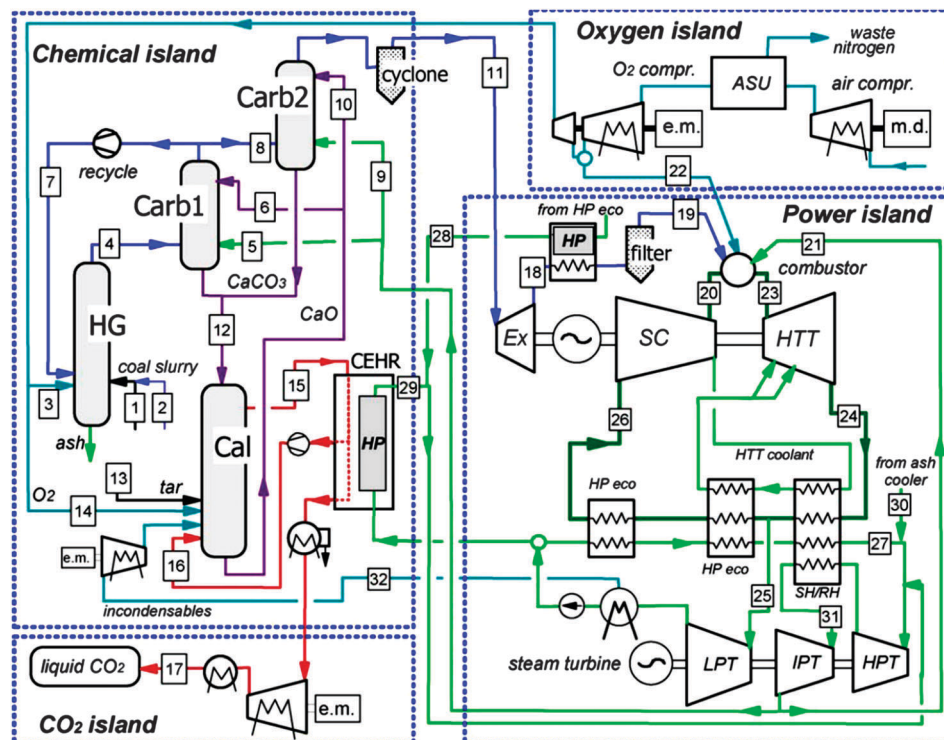 Chemical island
Oxygen island
waste
nitrogen
O2 compr.
ASU
air compr.
e.m.
m.d.
cyclone
11
Carb2
10
7
recycle
8
9
22
Carb1
6
5
4
HG
CaCO3
CaO
12
coal slurry
3
1
2
ash
15
CEHR
29
HP
Cal
13
tar
O2
14
e.m.
16
incondensables
32
Power island
from HP eco
28
HP
19
21
filter
18
combustor
20
23
Ex
SC
HTT
26
24
HTT coolant
from ash
cooler
30
HP eco
27
HP eco
SH/RH
25
31
steam turbine
LPT
IPT
HPT
liquid CO2
17
e.m.
CO2 island